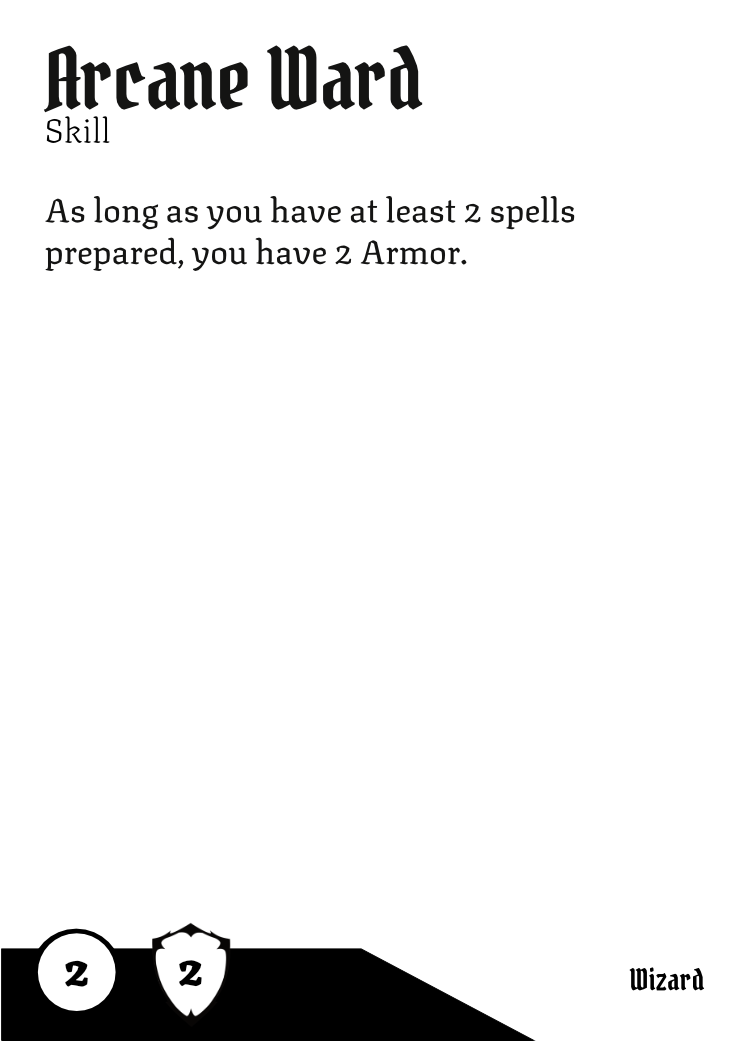 Arcane Ward
Skill
As long as you have at least 2 spells
prepared, you have 2 Armor.
2 2
Wizard